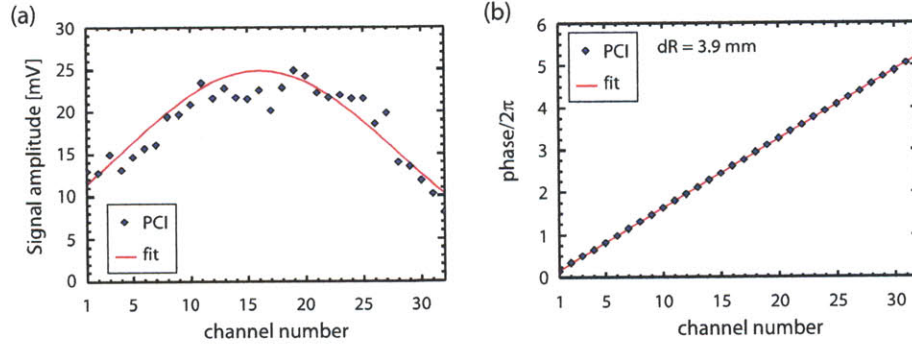 (a)
30
25
20
15
10
5
0
Signal amplitude [mV]
PCI
fit
1 5 10 15 20 25 30
channel number
(b)
6
5
4
3
2
1
0
phase/2π
PCI
fit
dR = 3.9 mm
1 5 10 15 20 25 30
channel number